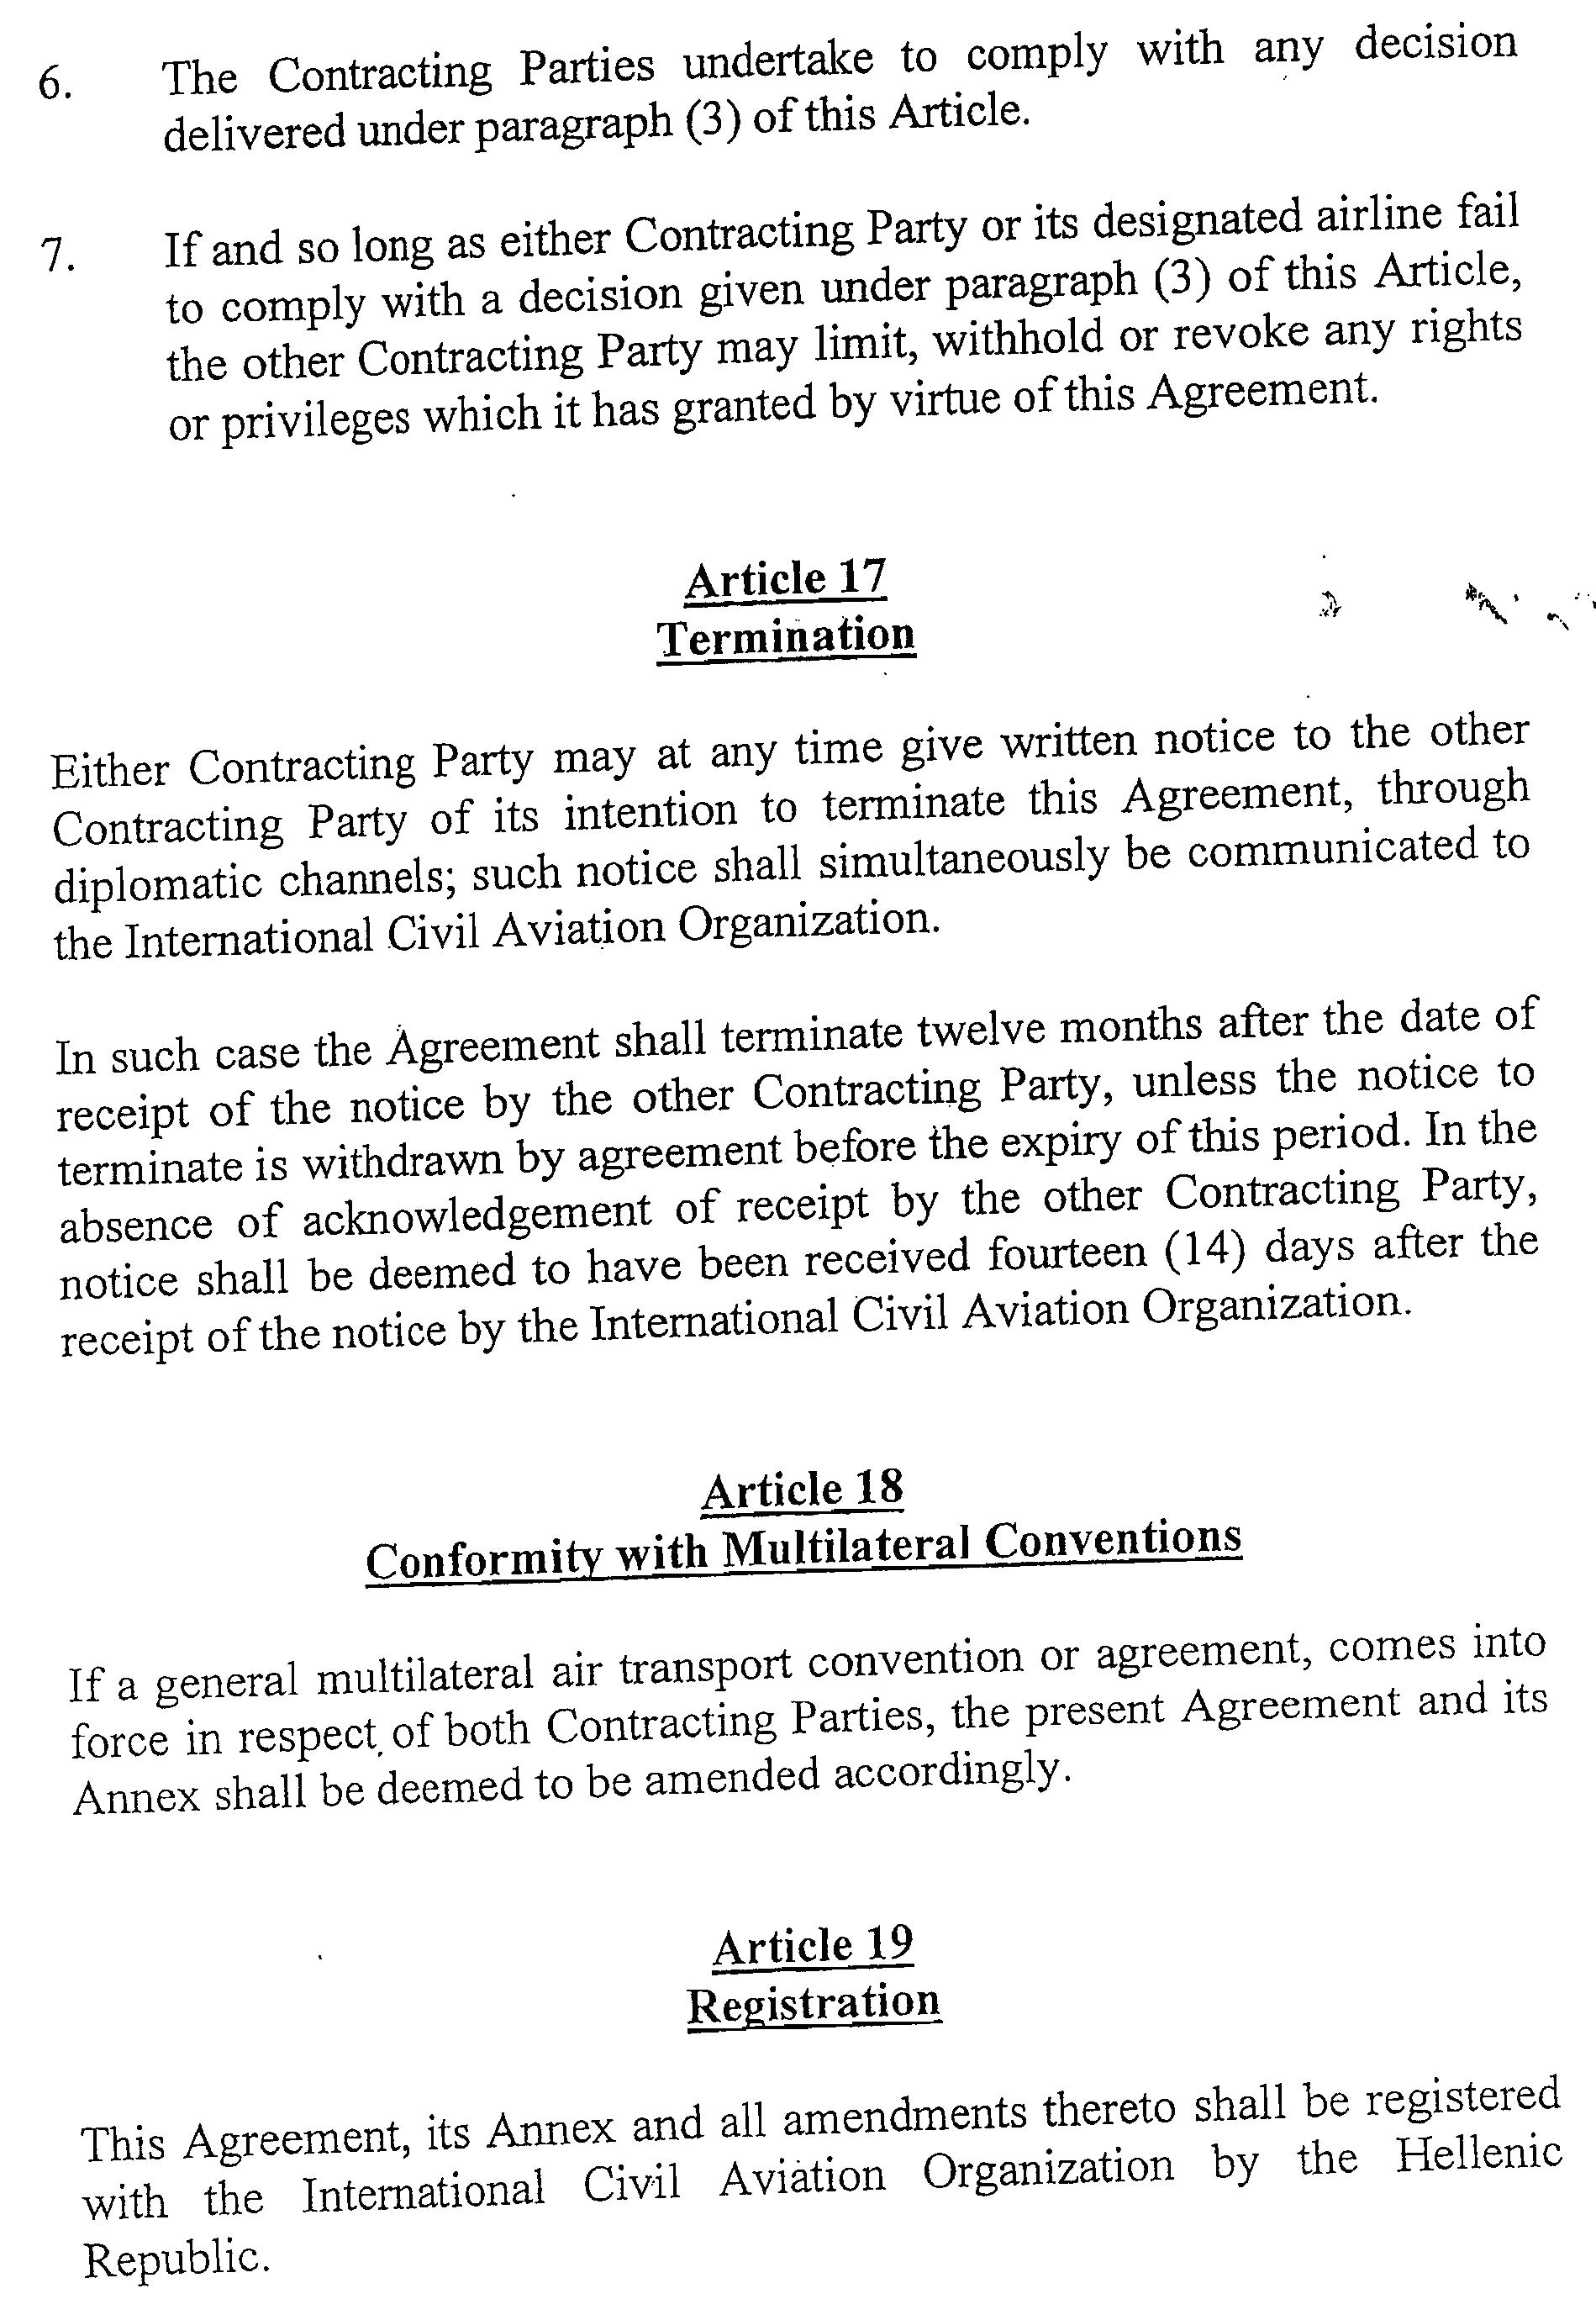 6. The Contracting Parties undertake to comply with any decision
delivered under paragraph (3) of this Article.
7. If and so long as either Contracting Party or its designated airline fail
to comply with a decision given under paragraph (3) of this Article,
the other Contracting Party may limit, withhold or revoke any rights
or privileges which it has granted by virtue of this Agreement.
Article 17
Termination
Either Contracting Party may at any time give written notice to the other
Contracting Party of its intention to terminate this Agreement, through
diplomatic channels; such notice shall simultaneously be communicated to
the International Civil Aviation Organization.
In such case the Agreement shall terminate twelve months after the date of
receipt of the notice by the other Contracting Party, unless the notice to
terminate is withdrawn by agreement before the expiry of this period. In the
absence of acknowledgement of receipt by the other Contracting Party,
notice shall be deemed to have been received fourteen (14) days after the
receipt of the notice by the International Civil Aviation Organization.
Article 18
Conformity with Multilateral Conventions
If a general multilateral air transport convention or agreement, comes into
force in respect of both Contracting Parties, the present Agreement and its
Annex shall be deemed to be amended accordingly.
Article 19
Registration
This Agreement, its Annex and all amendments thereto shall be registered
with the International Civil Aviation Organization by the Hellenic
Republic.